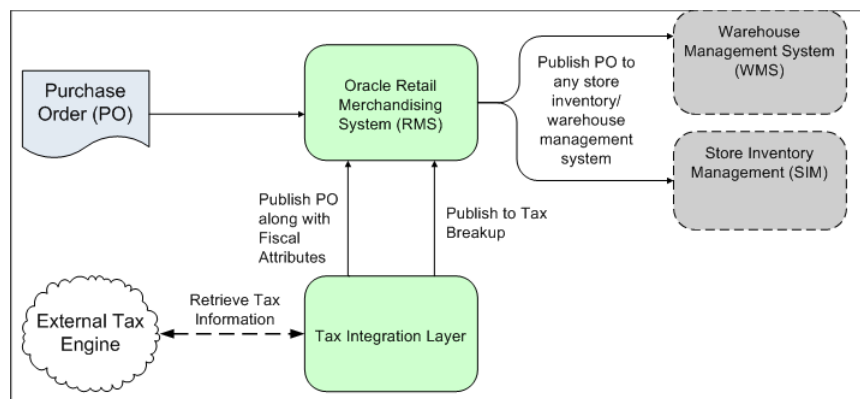 Purchase
Order (PO)
Oracle Retail
Merchandising
System (RMS)
Publish PO to
any store
inventory/
warehouse
management
system
Warehouse
Management System
(WMS)
Store Inventory
Management (SIM)
Publish PO
along with
Fiscal
Attributes
Publish to Tax
Breakup
External Tax
Engine
Retrieve Tax
Information
Tax Integration Layer